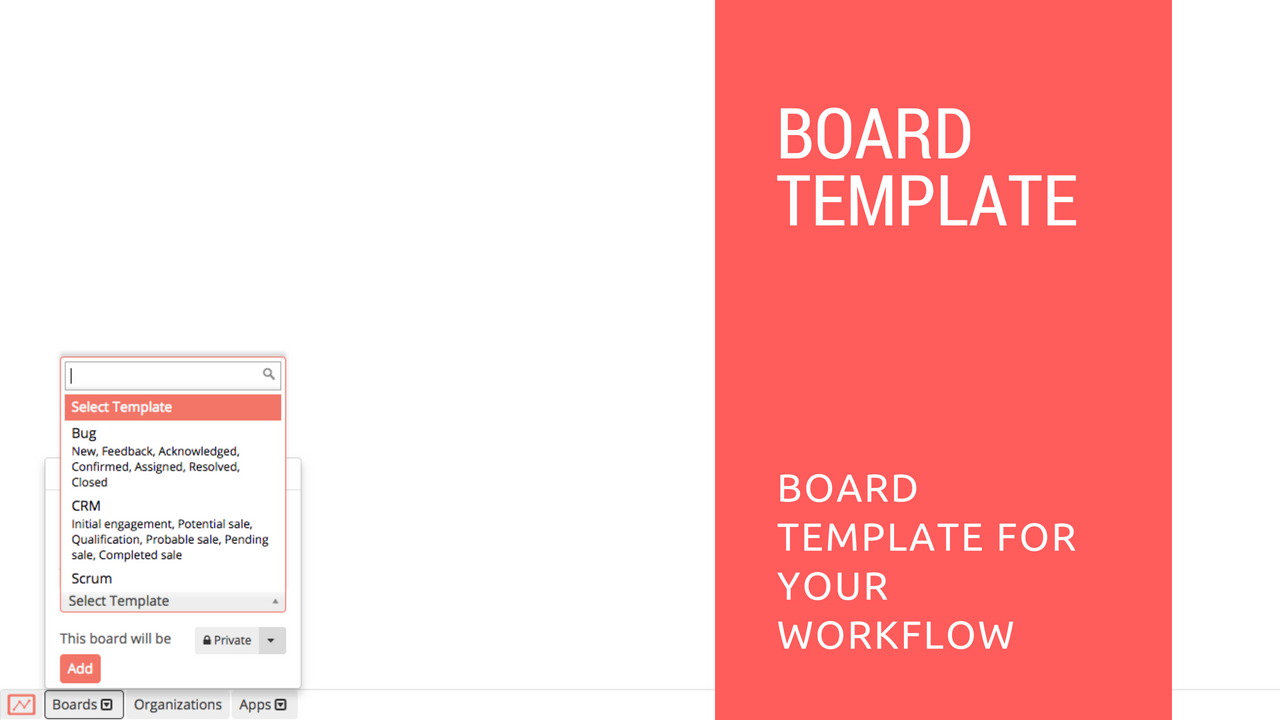 BOARD
TEMPLATE
BOARD
TEMPLATE FOR
YOUR
WORKFLOW
Select Template
Bug
New, Feedback, Acknowledged,
Confirmed, Assigned, Resolved,
Closed
CRM
Initial engagement, Potential sale,
Qualification, Probable sale, Pending
sale, Completed sale
Scrum
Select Template
This board will be
Private
Add
Boards
Organizations
Apps